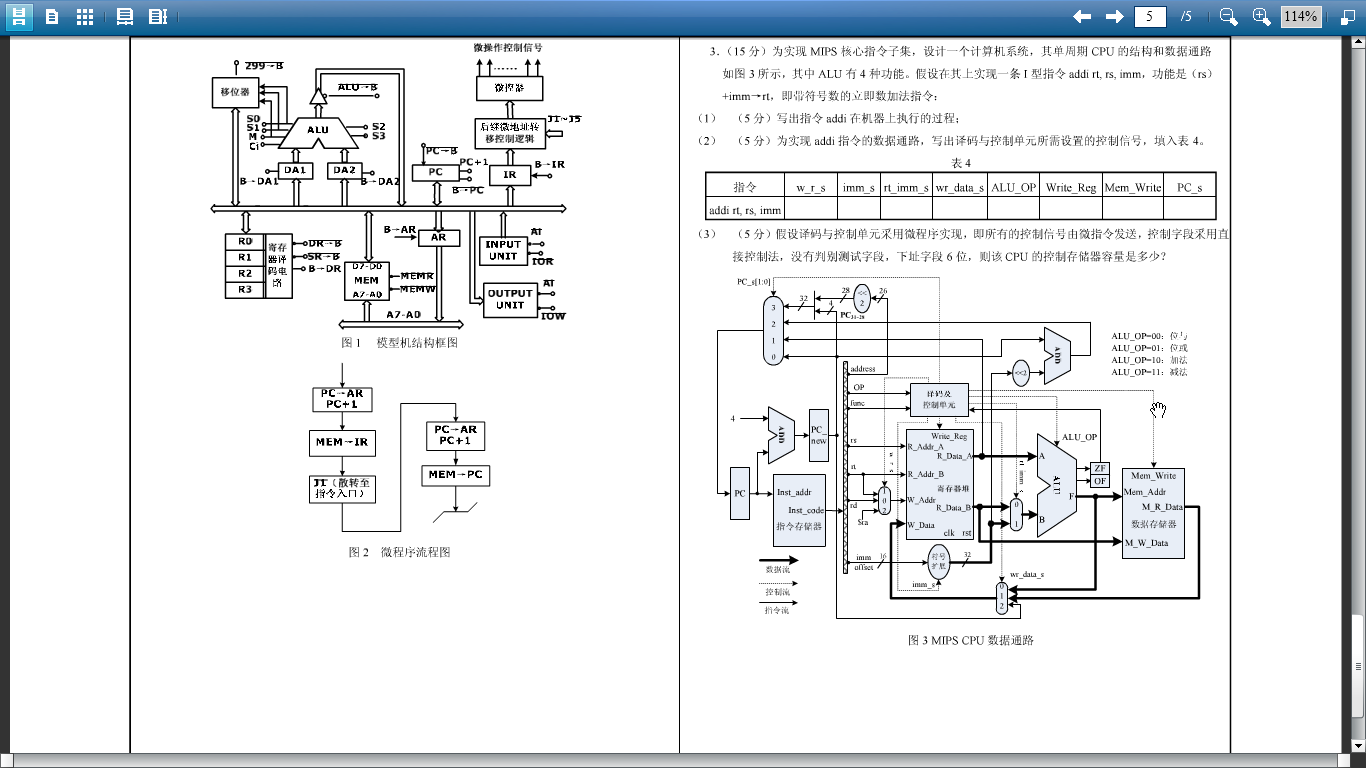 5
/5
114%
微操作控制信号
299→B
移位器
ALU→B
微控器
S0
S1
M
Ci
ALU
S2
S3
后继微地址转
移控制逻辑
J1~J5
PC→B
PC+1
PC
B→PC
B→IR
IR
DA1
DA2
B→DA1
B→DA2
B→AR
AR
AI
INPUT
UNIT
IOR
R0
R1
R2
R3
寄存
器译
码电
路
DR→B
SR→B
B→DR
D7-D0
MEM
A7-A0
MEMR
MEMW
OUTPUT
UNIT
AI
IOW
A7-A0
图 1 模型机结构框图
PC→AR
PC+1
MEM→IR
J1（散转至
指令入口）
PC→AR
PC+1
MEM→PC
图 2 微程序流程图
3.（15 分）为实现 MIPS 核心指令子集，设计一个计算机系统，其单周期 CPU 的结构和数据通路
如图 3 所示，其中 ALU 有 4 种功能。假设在其上实现一条 I 型指令 addi rt, rs, imm，功能是（rs）
+imm→rt，即带符号数的立即数加法指令；
（1） （5 分）写出指令 addi 在机器上执行的过程；
（2） （5 分）为实现 addi 指令的数据通路，写出译码与控制单元所需设置的控制信号，填入表 4。
表 4
指令 w_r_s imm_s rt_imm_s wr_data_s ALU_OP Write_Reg Mem_Write PC_s
addi rt, rs, imm
（3） （5 分）假设译码与控制单元采用微程序实现，即所有的控制信号由微指令发送，控制字段采用直
接控制法，没有判别测试字段，下址字段 6 位，则该 CPU 的控制存储器容量是多少？
PC_s[1:0]
3
2
1
0
32
28
4
PC31-28
<<
2
26
ADD
<<2
ALU_OP=00：位与
ALU_OP=01：位或
ALU_OP=10：加法
ALU_OP=11：减法
address
OP
func
译码及
控制单元
4
ADD
PC_
new
PC
Inst_addr
Inst_code
指令存储器
rs
rt
rd
$ra
1
0
2
Write_Reg
R_Addr_A
R_Data_A
R_Addr_B
寄存器堆
W_Addr
R_Data_B
W_Data
clk rst
imm
offset
16
符号
扩展
32
imm_s
0
1
ALU_OP
A
B
ALU
F
ZF
OF
Mem_Write
Mem_Addr
M_R_Data
数据存储器
M_W_Data
wr_data_s
0
1
2
数据流
控制流
指令流
图 3 MIPS CPU 数据通路